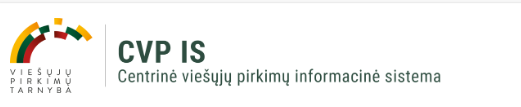 VIEŠŲJŲ
PIRKIMŲ
TARNYBA
CVP IS
Centrinė viešųjų pirkimų informacinė sistema